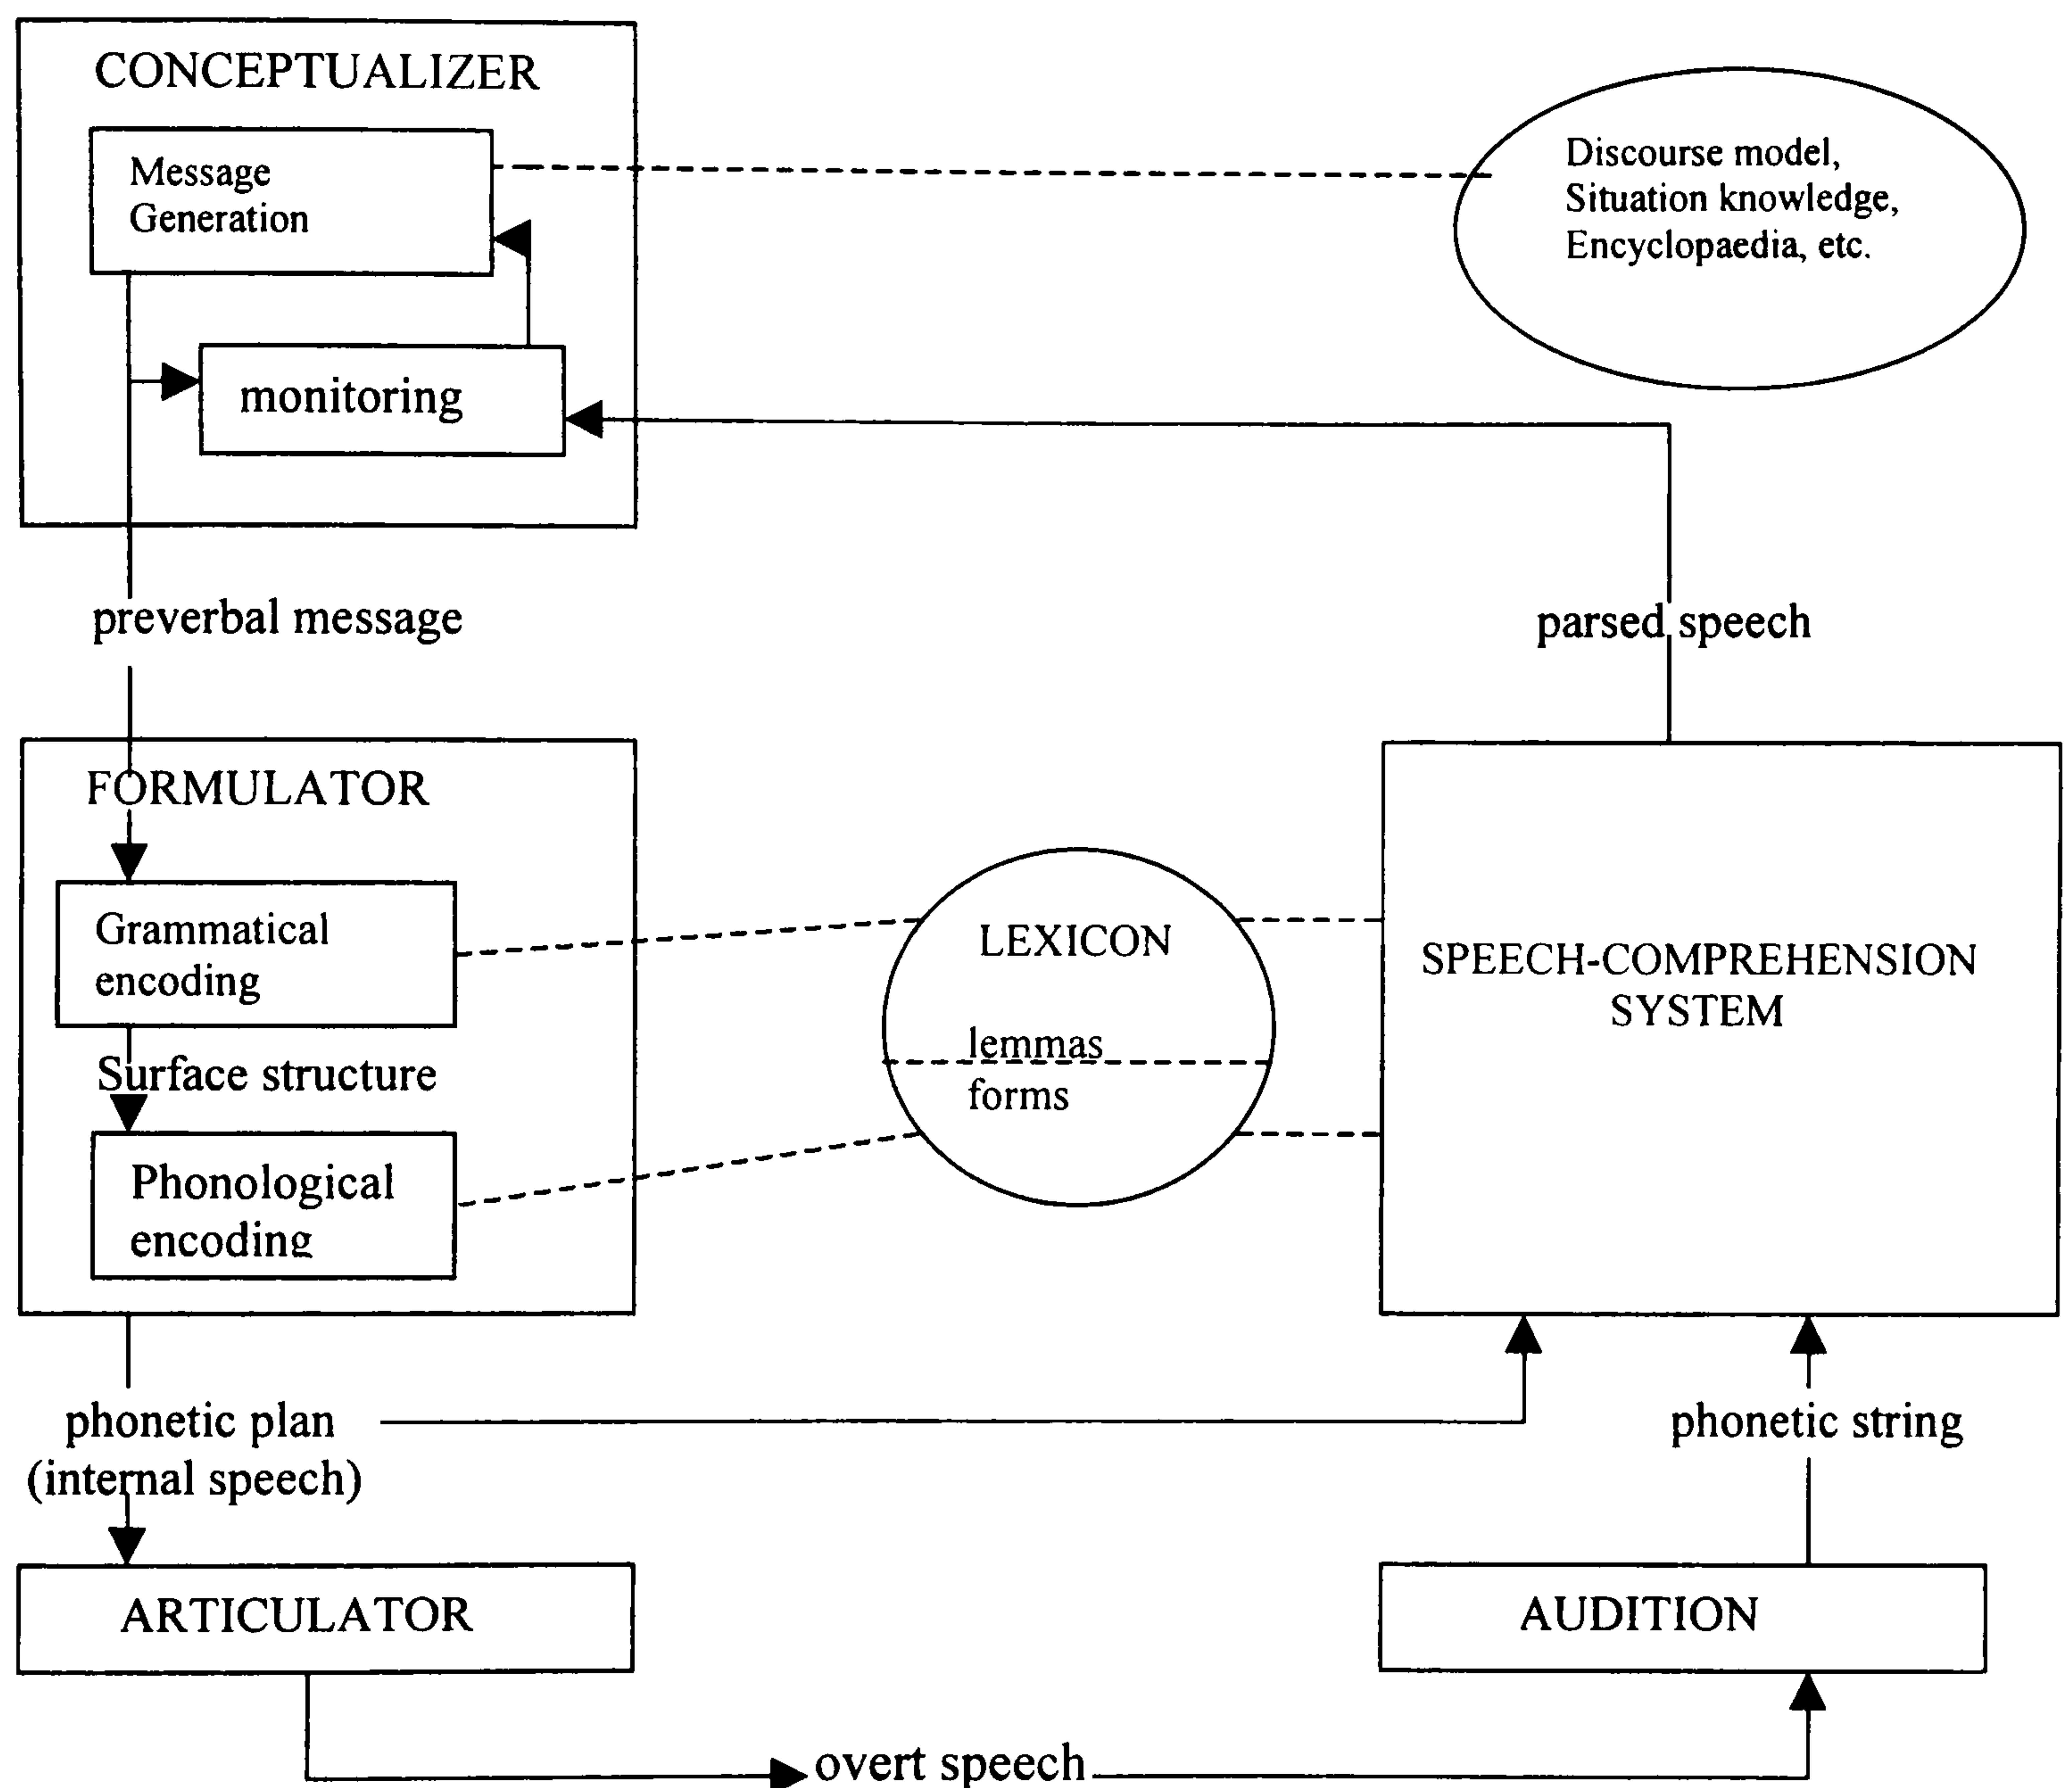 CONCEPTUALIZER
Message
Generation
monitoring
Discourse model,
Situation knowledge,
Encyclopaedia, etc.
preverbal message
parsed speech
FORMULATOR
Grammatical
encoding
Surface structure
Phonological
encoding
LEXICON
lemmas
forms
SPEECH-COMPREHENSION
SYSTEM
phonetic plan
(internal speech)
phonetic string
ARTICULATOR
AUDITION
overt speech